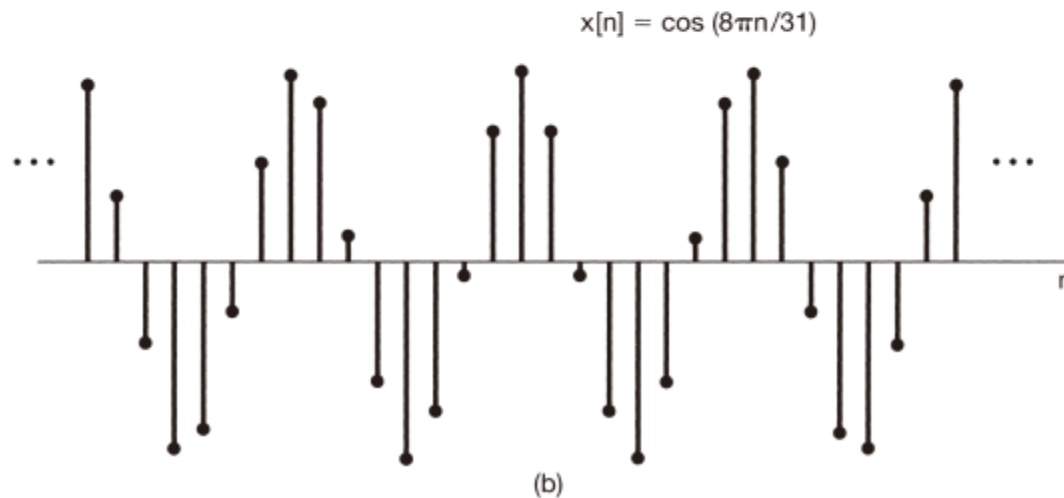 x[n] = cos (8πn/31)
... ...
n
(b)